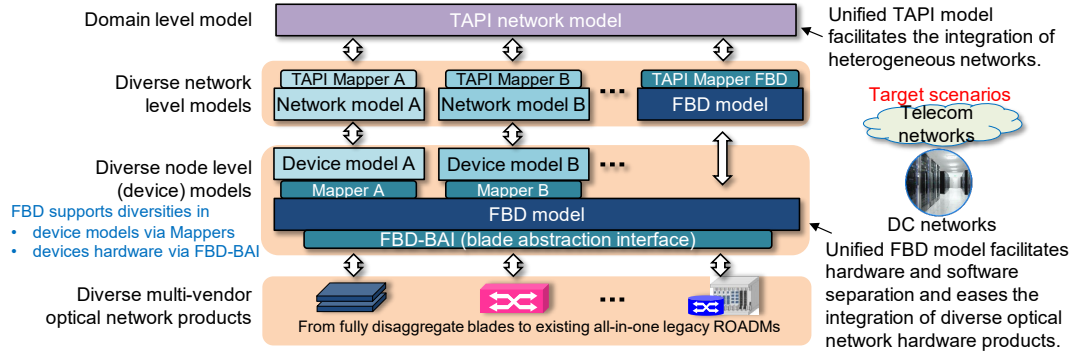 Domain level model
TAPI network model
Unified TAPI model
facilitates the integration of
heterogeneous networks.
Diverse network
level models
TAPI Mapper A
Network model A
TAPI Mapper B
Network model B
...
TAPI Mapper FBD
FBD model
Target scenarios
Telecom
networks
DC networks
Diverse node level
(device) models
Device model A
Mapper A
Device model B
Mapper B
...
FBD model
FBD-BAI (blade abstraction interface)
FBD supports diversities in
• device models via Mappers
• devices hardware via FBD-BAI
Unified FBD model facilitates
hardware and software
separation and eases the
integration of diverse optical
network hardware products.
Diverse multi-vendor
optical network products
...
From fully disaggregate blades to existing all-in-one legacy ROADMs